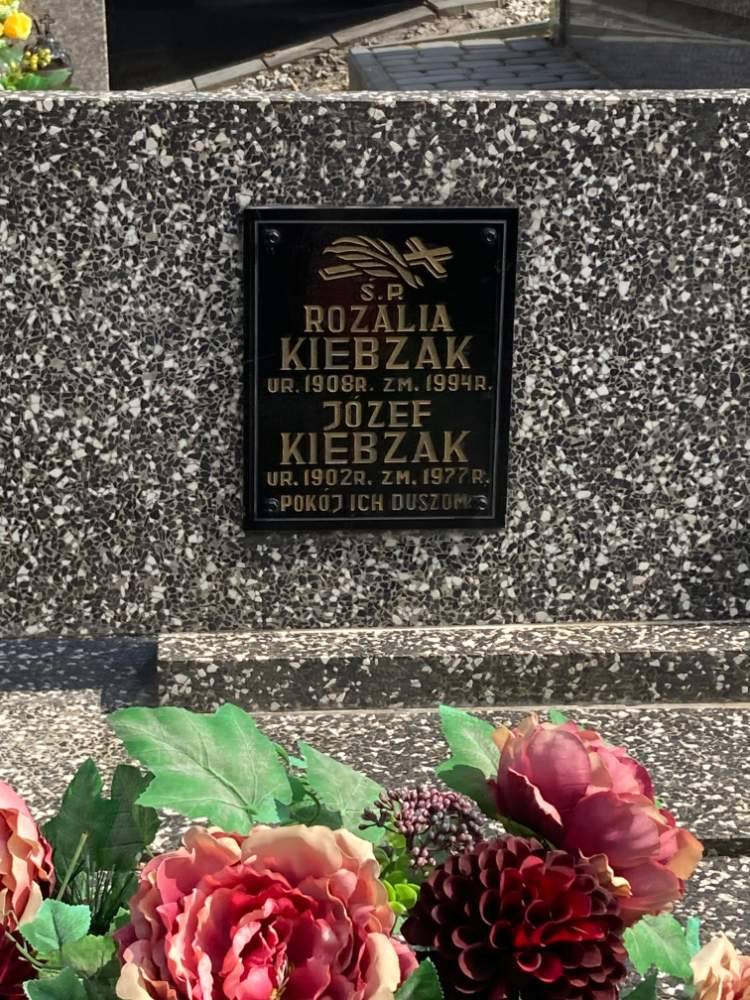 Ś.P.
ROZALIA
KIEBZAK
UR. 1908R. ZM. 1994R.
JÓZEF
KIEBZAK
UR. 1902R. ZM. 1977R.
POKÓJ ICH DUSZOM